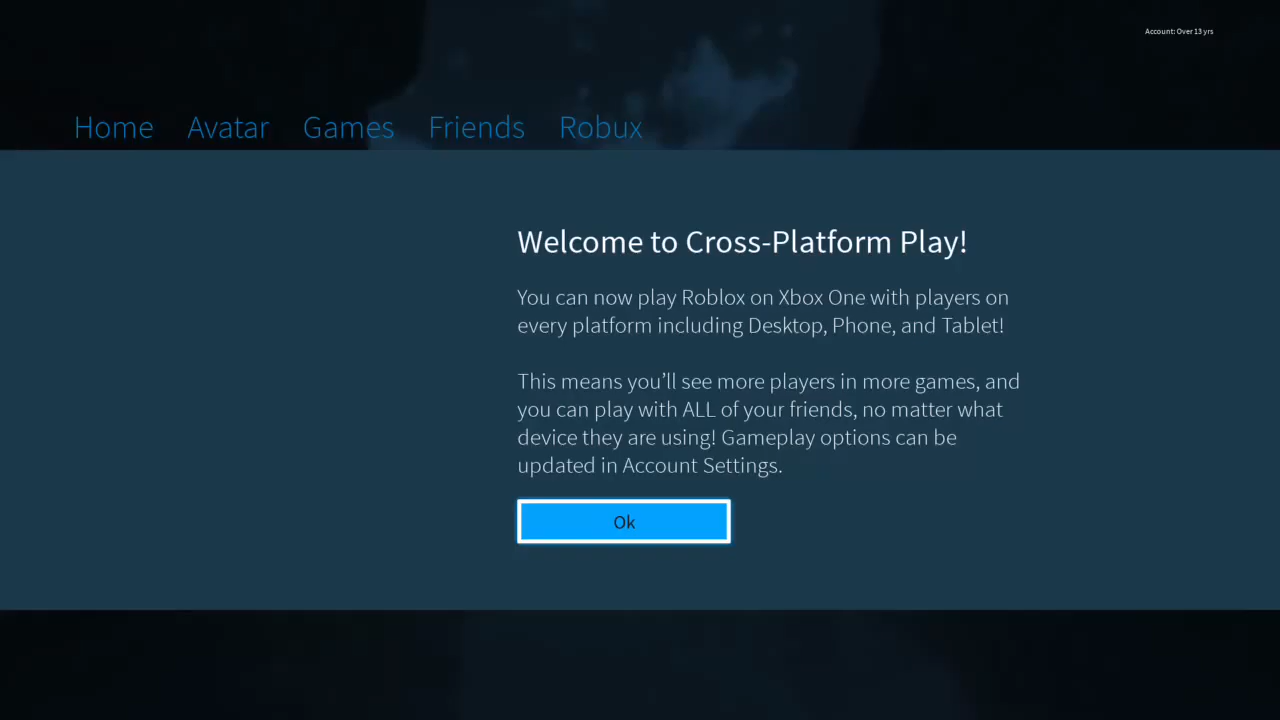 Account: Over 13 yrs
Home Avatar Games Friends Robux
Welcome to Cross-Platform Play!
You can now play Roblox on Xbox One with players on
every platform including Desktop, Phone, and Tablet!
This means you’ll see more players in more games, and
you can play with ALL of your friends, no matter what
device they are using! Gameplay options can be
updated in Account Settings.
Ok